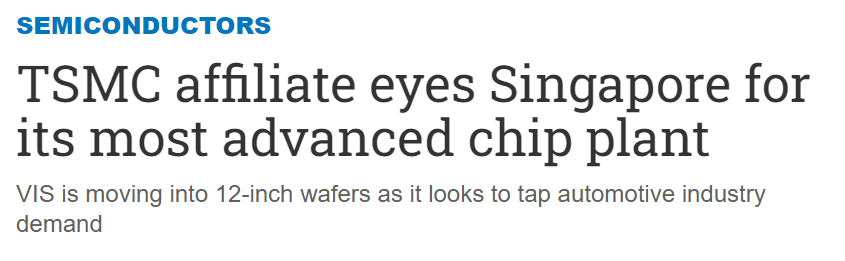 SEMICONDUCTORS
TSMC affiliate eyes Singapore for
its most advanced chip plant
VIS is moving into 12-inch wafers as it looks to tap automotive industry
demand